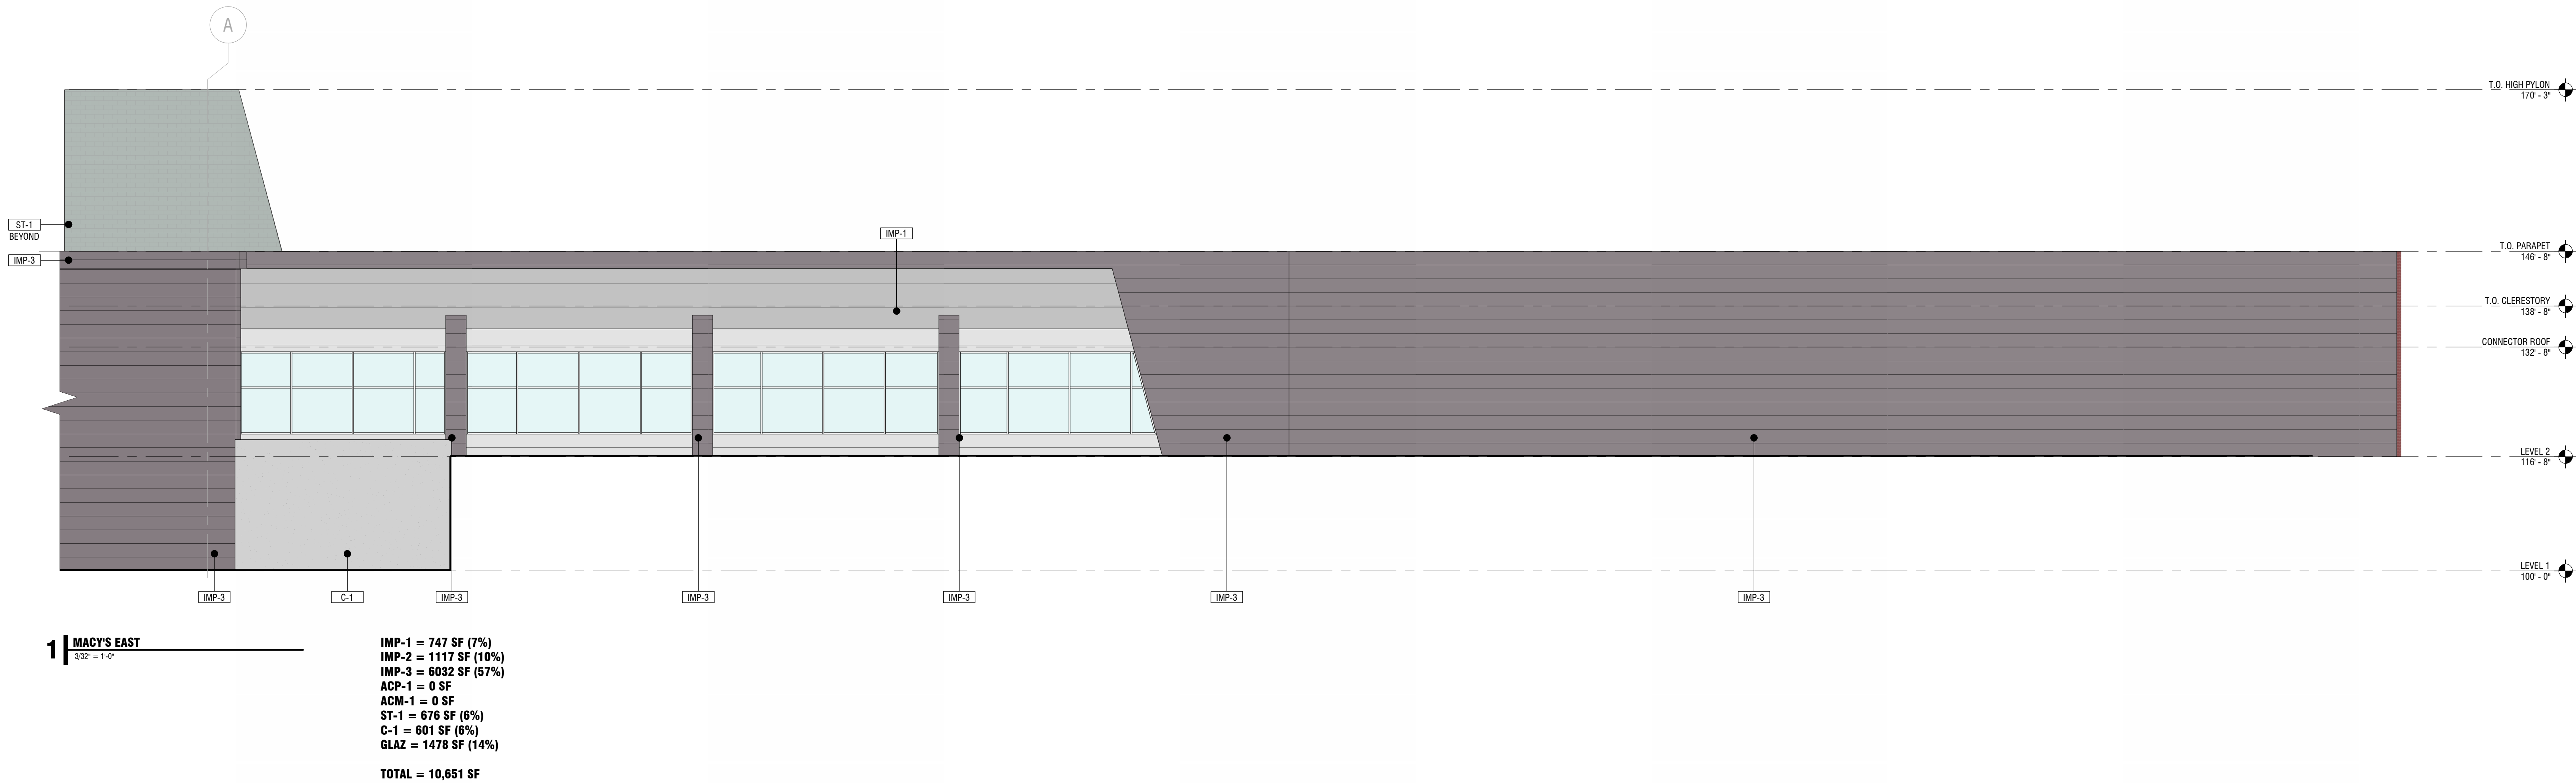 A
T.O. HIGH PYLON
170' - 3"
ST-1
BEYOND
IMP-1
IMP-3
T.O. PARAPET
146' - 8"
T.O. CLERESTORY
138' - 8"
CONNECTOR ROOF
132' - 8"
LEVEL 2
116' - 8"
LEVEL 1
100' - 0"
IMP-3
C-1
IMP-3
IMP-3
IMP-3
IMP-3
IMP-3
1
MACY'S EAST
3/32" = 1'-0"
IMP-1 = 747 SF (7%)
IMP-2 = 1117 SF (10%)
IMP-3 = 6032 SF (57%)
ACP-1 = 0 SF
ACM-1 = 0 SF
ST-1 = 676 SF (6%)
C-1 = 601 SF (6%)
GLAZ = 1478 SF (14%)
TOTAL = 10,651 SF